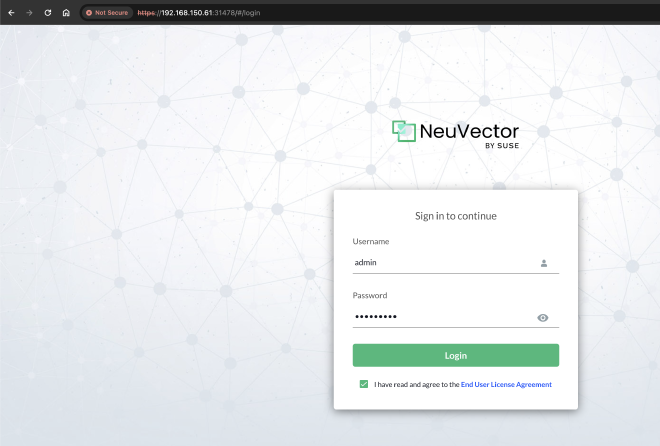 Not Secure https://192.168.150.61:31478/#/login
NeuVector
BY SUSE
Sign in to continue
Username
admin
Password
•••••••••
Login
I have read and agree to the End User License Agreement